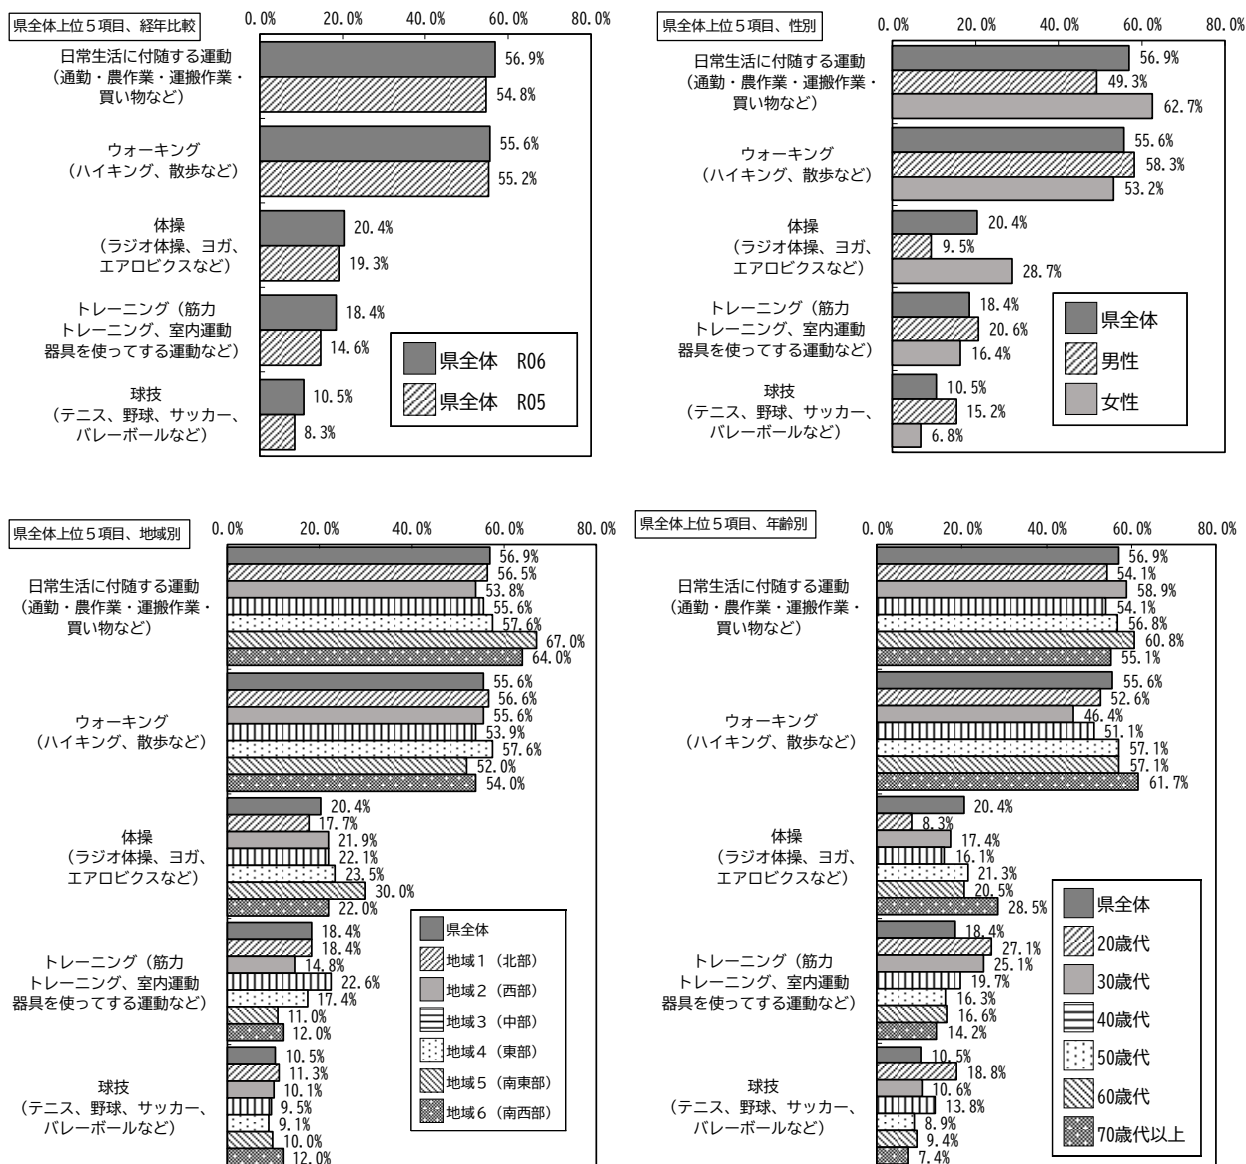 県全体上位５項目、経年比較
0.0% 20.0% 40.0% 60.0% 80.0%
日常生活に付随する運動
（通勤・農作業・運搬作業・
買い物など）
56.9%
54.8%
ウォーキング
（ハイキング、散歩など）
55.6%
55.2%
体操
（ラジオ体操、ヨガ、
エアロビクスなど）
20.4%
19.3%
トレーニング（筋力
トレーニング、室内運動
器具を使ってする運動など）
18.4%
14.6%
球技
（テニス、野球、サッカー、
バレーボールなど）
10.5%
8.3%
県全体 R06
県全体 R05
県全体上位５項目、性別
0.0% 20.0% 40.0% 60.0% 80.0%
日常生活に付随する運動
（通勤・農作業・運搬作業・
買い物など）
56.9%
49.3%
62.7%
ウォーキング
（ハイキング、散歩など）
55.6%
58.3%
53.2%
体操
（ラジオ体操、ヨガ、
エアロビクスなど）
20.4%
9.5%
28.7%
トレーニング（筋力
トレーニング、室内運動
器具を使ってする運動など）
18.4%
20.6%
16.4%
球技
（テニス、野球、サッカー、
バレーボールなど）
10.5%
15.2%
6.8%
県全体
男性
女性
県全体上位５項目、地域別
0.0% 20.0% 40.0% 60.0% 80.0%
日常生活に付随する運動
（通勤・農作業・運搬作業・
買い物など）
56.9%
56.5%
53.8%
55.6%
57.6%
67.0%
64.0%
ウォーキング
（ハイキング、散歩など）
55.6%
56.6%
55.6%
53.9%
57.6%
52.0%
54.0%
体操
（ラジオ体操、ヨガ、
エアロビクスなど）
20.4%
17.7%
21.9%
22.1%
23.5%
30.0%
22.0%
トレーニング（筋力
トレーニング、室内運動
器具を使ってする運動など）
18.4%
18.4%
14.8%
22.6%
17.4%
11.0%
12.0%
球技
（テニス、野球、サッカー、
バレーボールなど）
10.5%
11.3%
10.1%
9.5%
9.1%
10.0%
12.0%
県全体
地域１（北部）
地域２（西部）
地域３（中部）
地域４（東部）
地域５（南東部）
地域６（南西部）
県全体上位５項目、年齢別
0.0% 20.0% 40.0% 60.0% 80.0%
日常生活に付随する運動
（通勤・農作業・運搬作業・
買い物など）
56.9%
54.1%
58.9%
54.1%
56.8%
60.8%
55.1%
ウォーキング
（ハイキング、散歩など）
55.6%
52.6%
46.4%
51.1%
57.1%
57.1%
61.7%
体操
（ラジオ体操、ヨガ、
エアロビクスなど）
20.4%
8.3%
17.4%
16.1%
21.3%
20.5%
28.5%
トレーニング（筋力
トレーニング、室内運動
器具を使ってする運動など）
18.4%
27.1%
25.1%
19.7%
16.3%
16.6%
14.2%
球技
（テニス、野球、サッカー、
バレーボールなど）
10.5%
18.8%
10.6%
13.8%
8.9%
9.4%
7.4%
県全体
20歳代
30歳代
40歳代
50歳代
60歳代
70歳代以上